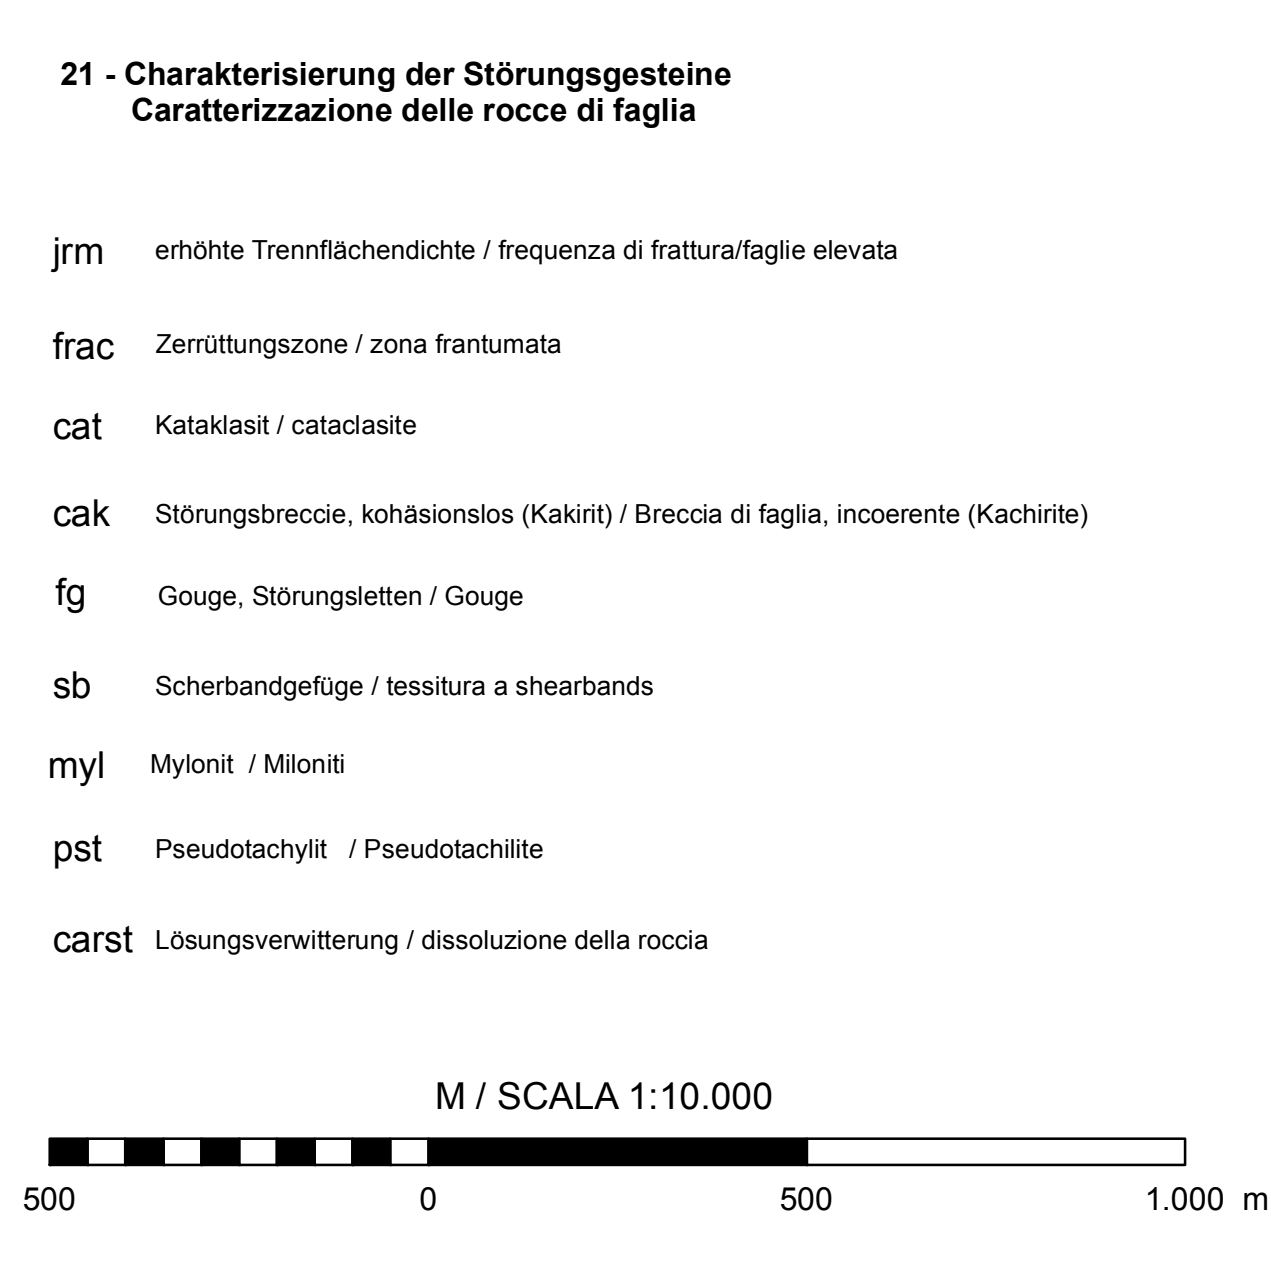 21 - Charakterisierung der Störungsgesteine
Caratterizzazione delle rocce di faglia
jrm erhöhte Trennflächendichte / frequenza di frattura/faglie elevata
frac Zerrüttungszone / zona frantumata
cat Kataklasit / cataclasite
cak Störungsbreccie, kohäsionslos (Kakirit) / Breccia di faglia, incoerente (Kachirite)
fg Gouge, Störungsletten / Gouge
sb Scherbandgefüge / tessitura a shearbands
myl Mylonit / Miloniti
pst Pseudotachylit / Pseudotachilite
carst Lösungsverwitterung / dissoluzione della roccia
M / SCALA 1:10.000
500 0 500 1.000 m